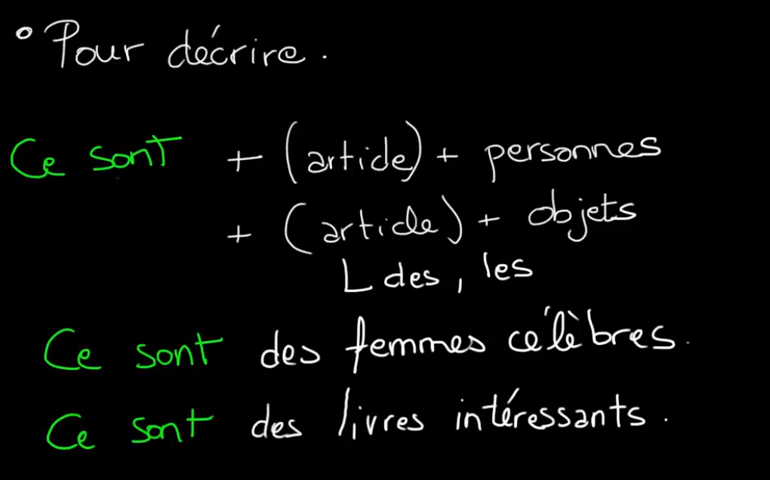 ° Pour décrire.
Ce sont + (article) + personnes
+ (article) + objets
L des, les
Ce sont des femmes célèbres.
Ce sont des livres intéressants.